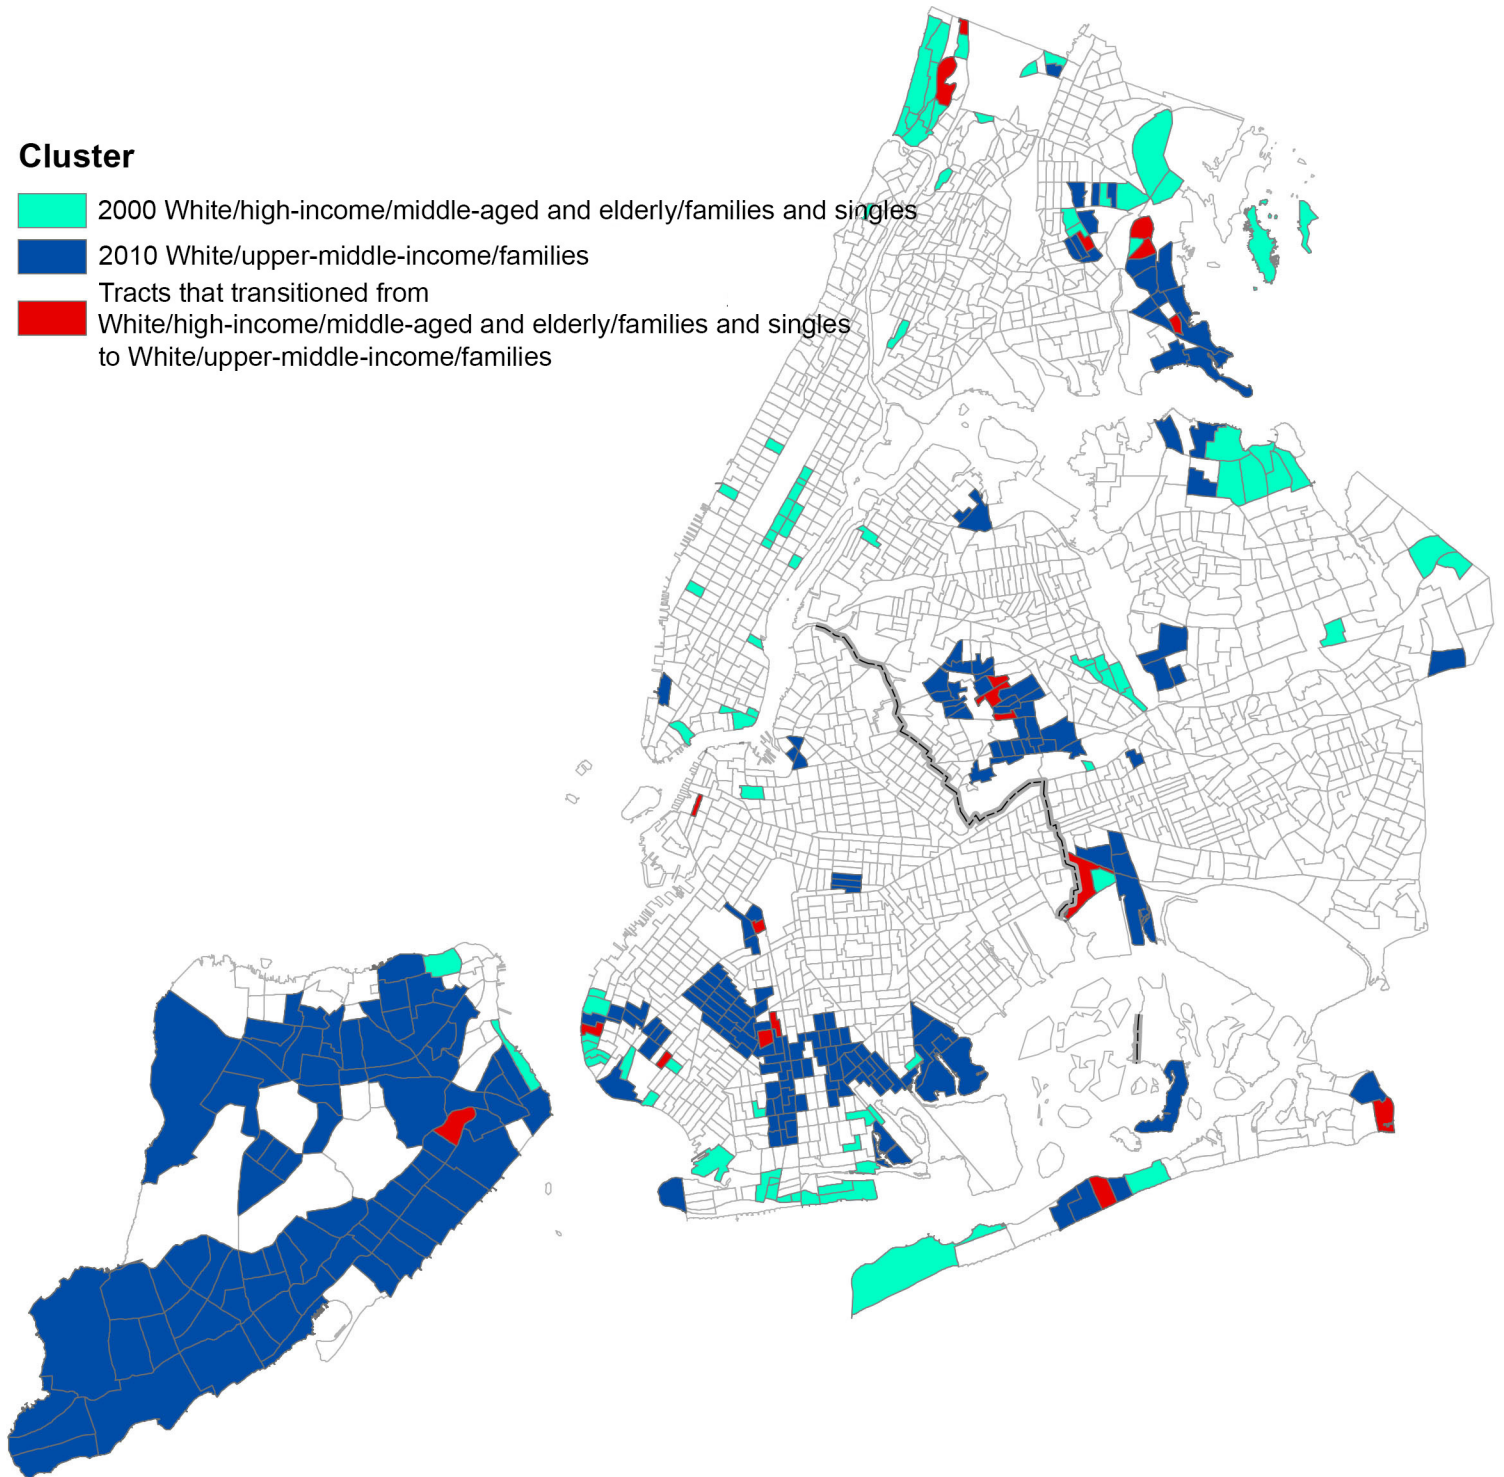 Cluster
2000 White/high-income/middle-aged and elderly/families and singles
2010 White/upper-middle-income/families
Tracts that transitioned from
White/high-income/middle-aged and elderly/families and singles
to White/upper-middle-income/families